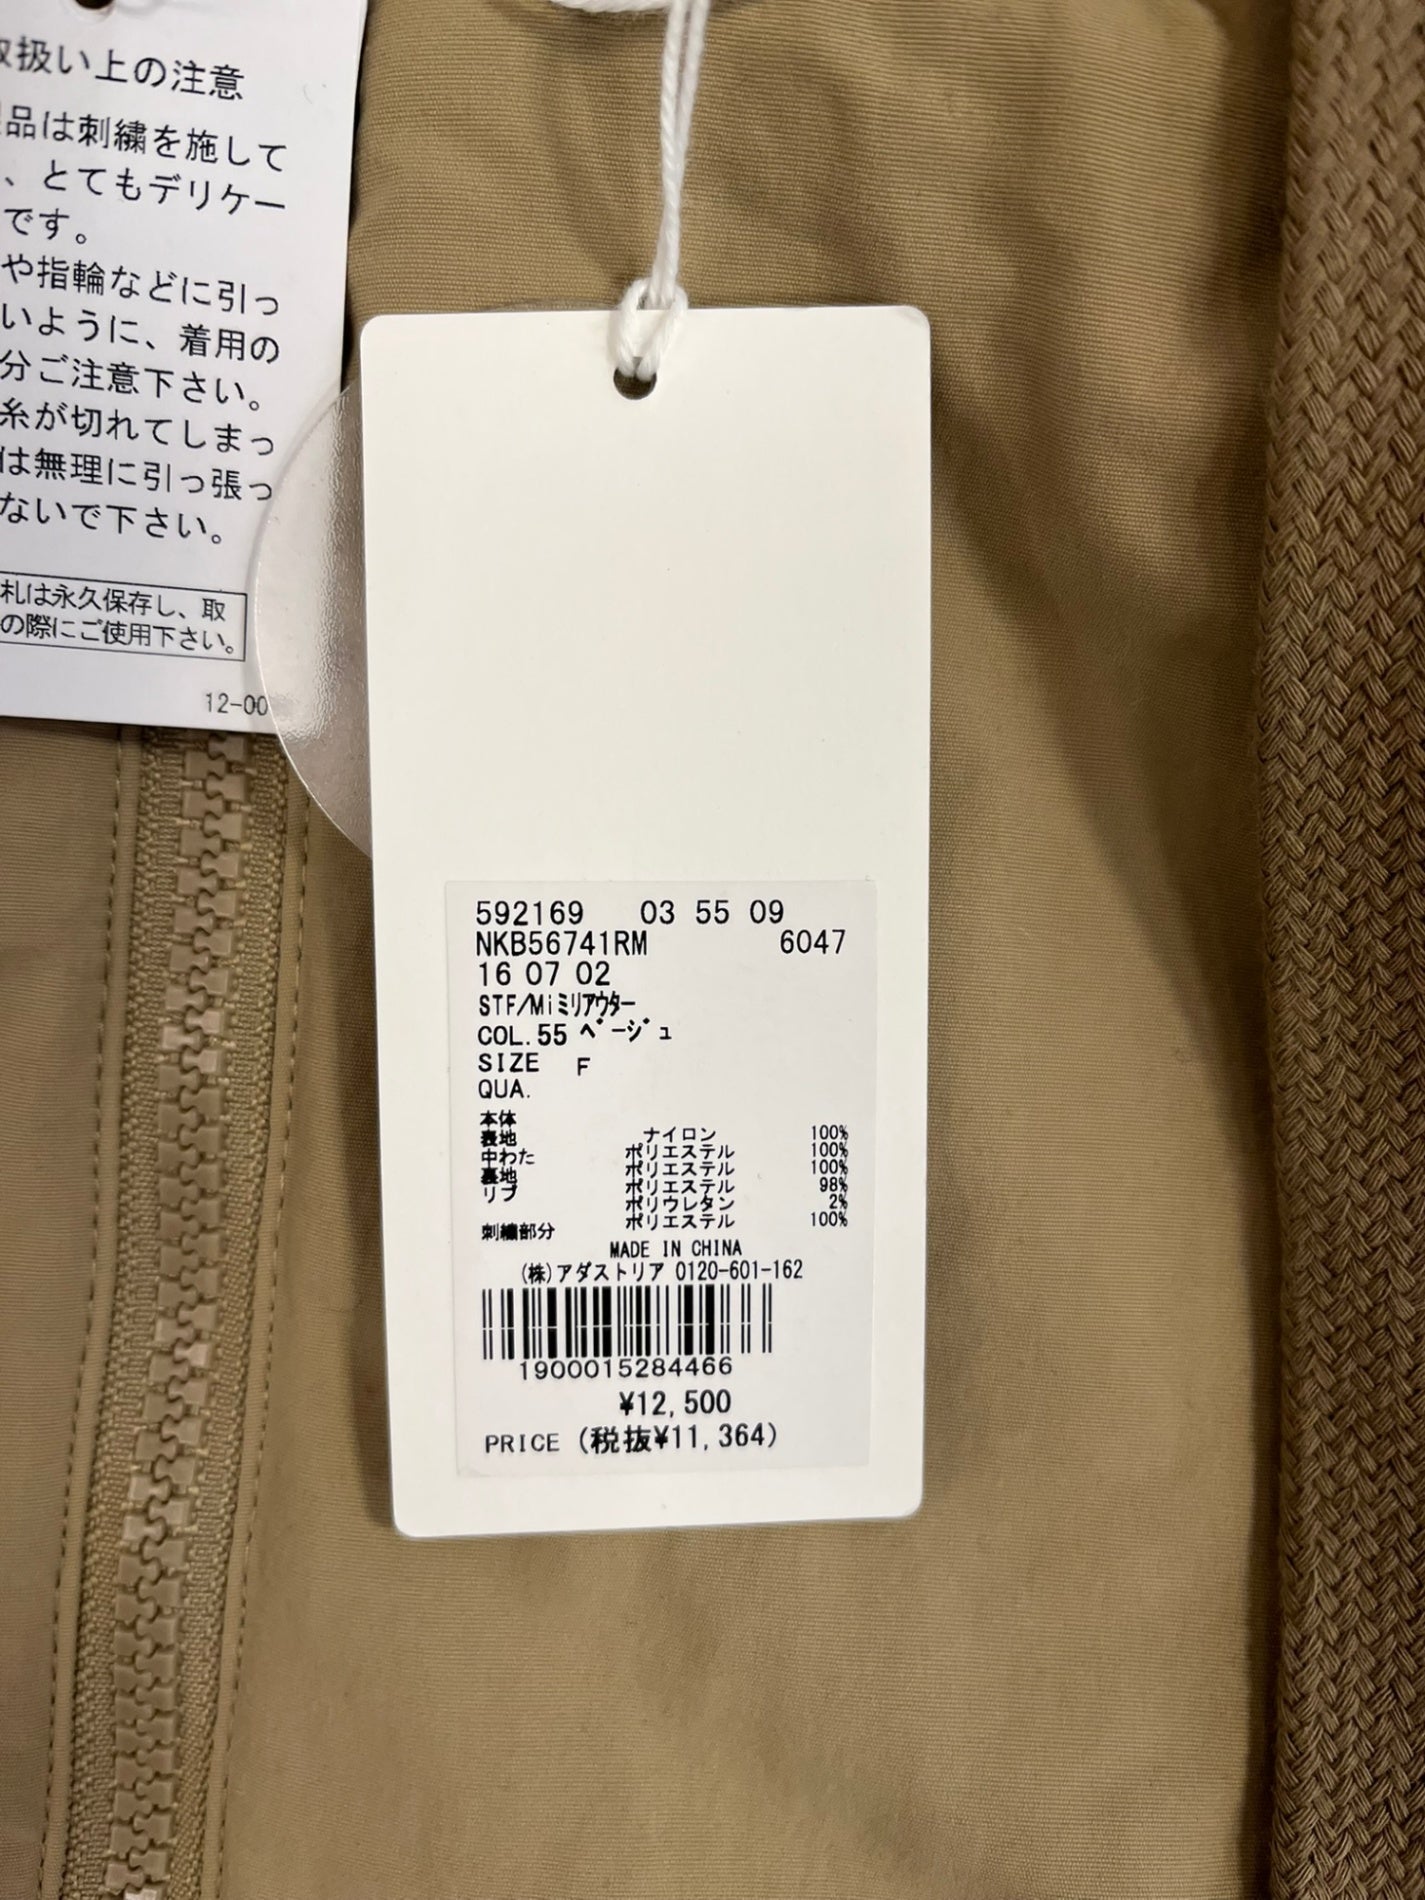 取扱い上の注意
品は刺繍を施して
、とてもデリケー
です。
や指輪などに引っ
いように、着用の
分ご注意下さい。
糸が切れてしまっ
は無理に引っ張っ
ないで下さい。
札は永久保存し、取
の際にご使用下さい。
12-00
592169 03 55 09
NKB56741RM 6047
16 07 02
STF/Miミリアウター
COL.55 ベージュ
SIZE F
QUA.
本体
表地 ナイロン 100%
中わた ポリエステル 100%
裏地 ポリエステル 100%
リブ ポリエステル 98%
ポリウレタン 2%
刺繍部分 ポリエステル 100%
MADE IN CHINA
(株)アダストリア 0120-601-162
1900015284466
¥12,500
PRICE (税抜¥11,364)